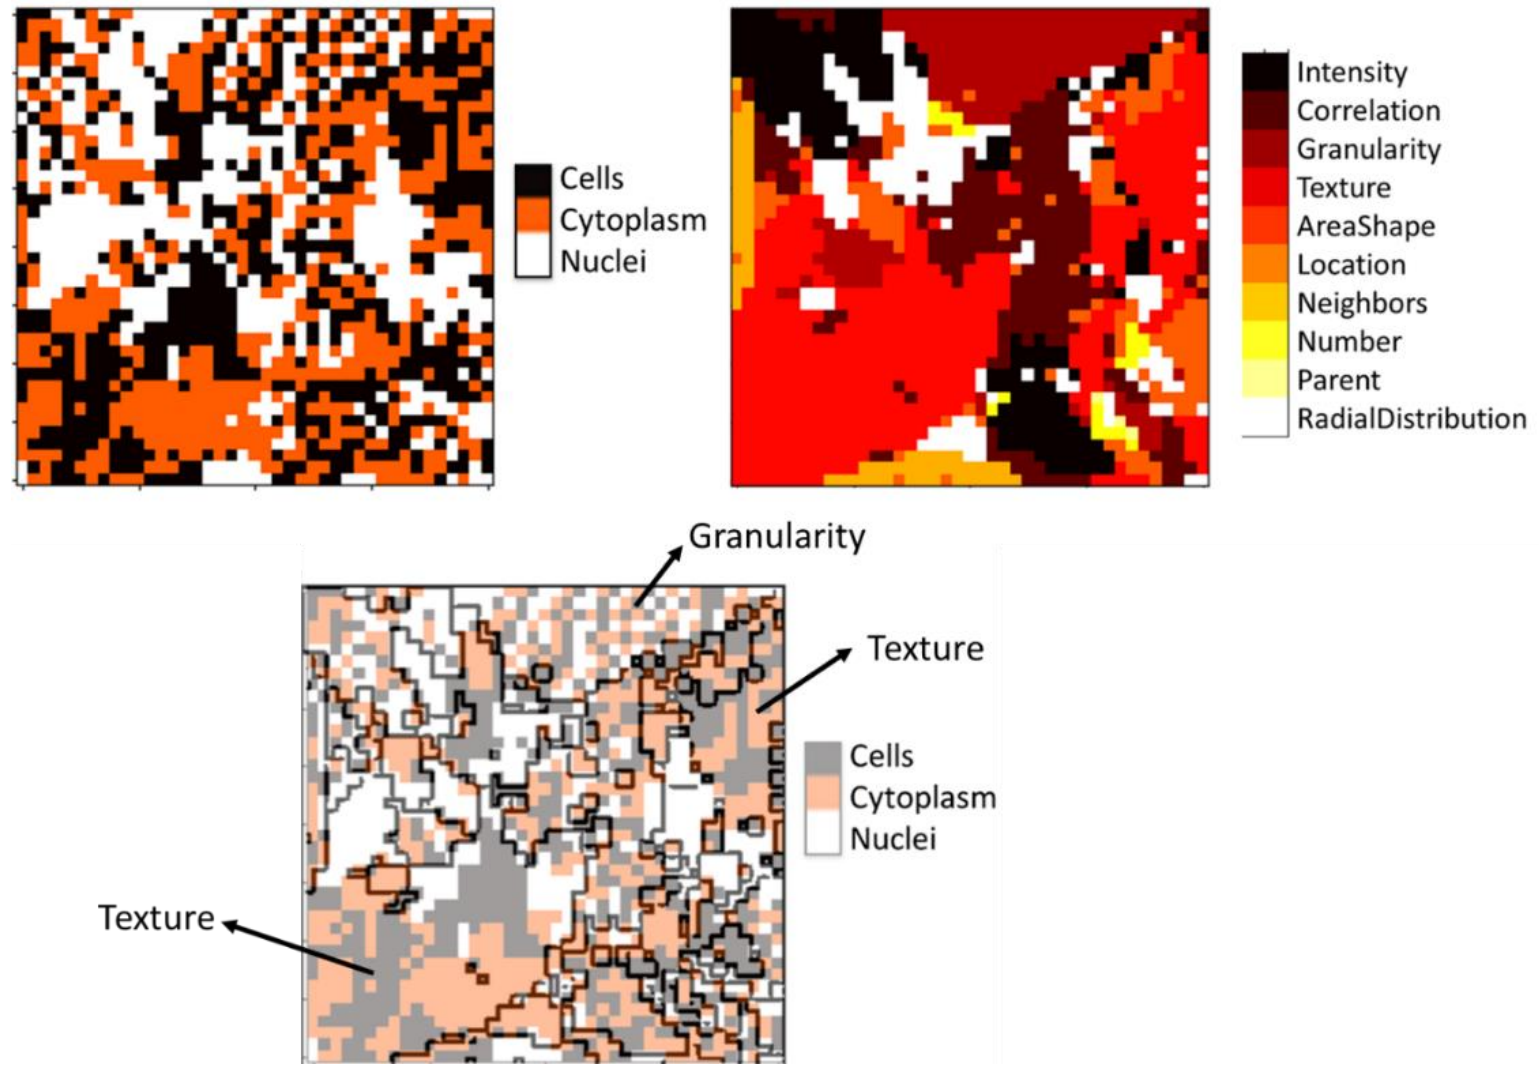 Cells
Cytoplasm
Nuclei
Intensity
Correlation
Granularity
Texture
AreaShape
Location
Neighbors
Number
Parent
RadialDistribution
Granularity
Texture
Cells
Cytoplasm
Nuclei
Texture